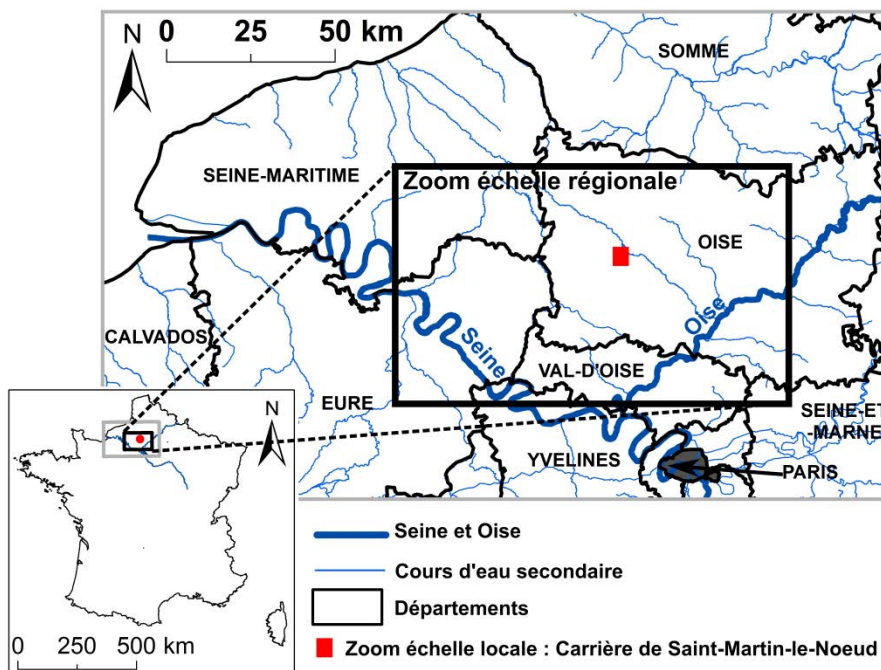 N 0 25 50 km
SOMME
SEINE-MARITIME
Zoom échelle régionale
OISE
CALVADOS
Seine
Oise
VAL-D'OISE
EURE
SEINE-ET
-MARNE
YVELINES
PARIS
N
0 250 500 km
Seine et Oise
Cours d'eau secondaire
Départements
Zoom échelle locale : Carrière de Saint-Martin-le-Noeud